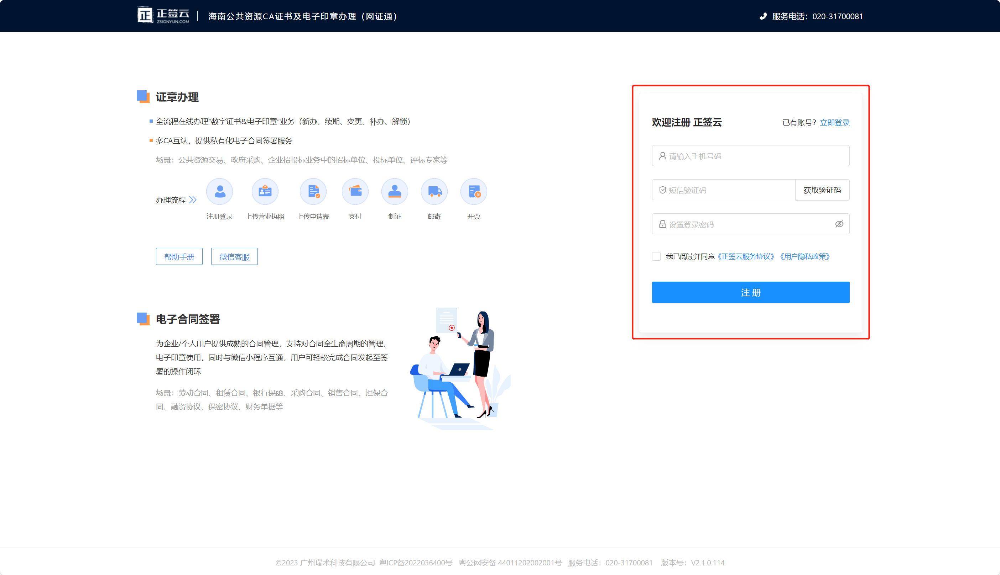 正 正签云 ZSIGNYUN.COM 海南公共资源CA证书及电子印章办理（网证通） 服务电话：020-31700081
证章办理
全流程在线办理“数字证书&电子印章”业务（新办、续期、变更、补办、解锁）
多CA互认，提供私有化电子合同签署服务
场景：公共资源交易、政府采购、企业招投标业务中的招标单位、投标单位、评标专家等
办理流程
注册登录 上传营业执照 上传申请表 支付 制证 邮寄 开票
帮助手册 微信客服
电子合同签署
为企业/个人用户提供成熟的合同管理，支持对合同全生命周期的管理、
电子印章使用，同时与微信小程序互通，用户可轻松完成合同发起至签
署的操作闭环
场景：劳动合同、租赁合同、银行保函、采购合同、销售合同、担保合
同、融资协议、保密协议、财务单据等
欢迎注册 正签云 已有账号？立即登录
请输入手机号码
短信验证码 获取验证码
设置登录密码
我已阅读并同意《正签云服务协议》《用户隐私政策》
注 册
©2023 广州瑞术科技有限公司 粤ICP备2022036400号 粤公网安备 44011202002001号 服务电话：020-31700081 版本号：V2.1.0.114